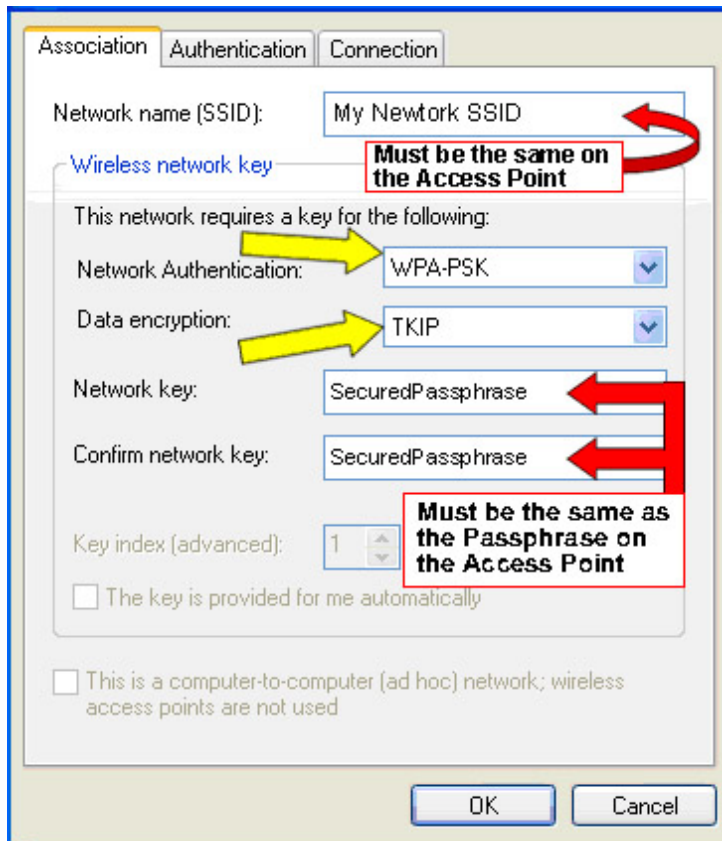 Association Authentication Connection
Network name (SSID): My Newtork SSID
Must be the same on
the Access Point
Wireless network key
This network requires a key for the following:
Network Authentication: WPA-PSK
Data encryption: TKIP
Network key: SecuredPassphrase
Confirm network key: SecuredPassphrase
Must be the same as
the Passphrase on
the Access Point
Key index (advanced): 1
The key is provided for me automatically
This is a computer-to-computer (ad hoc) network; wireless
access points are not used
OK Cancel